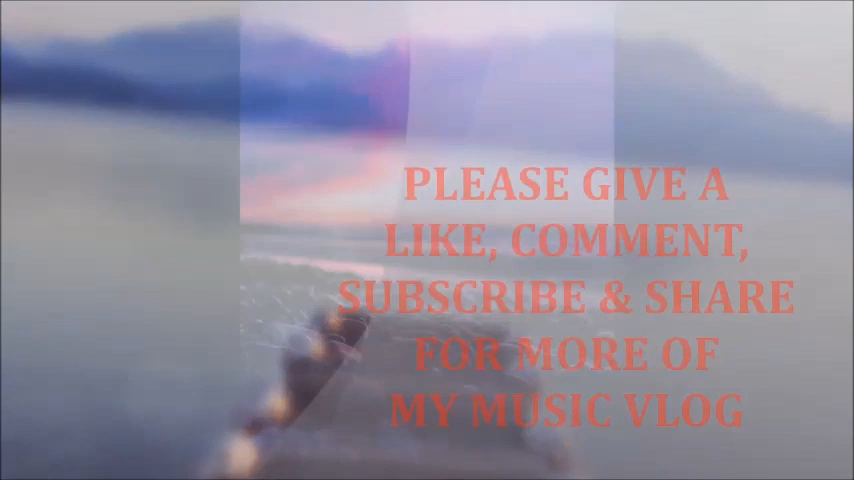 PLEASE GIVE A
LIKE, COMMENT,
SUBSCRIBE & SHARE
FOR MORE OF
MY MUSIC VLOG